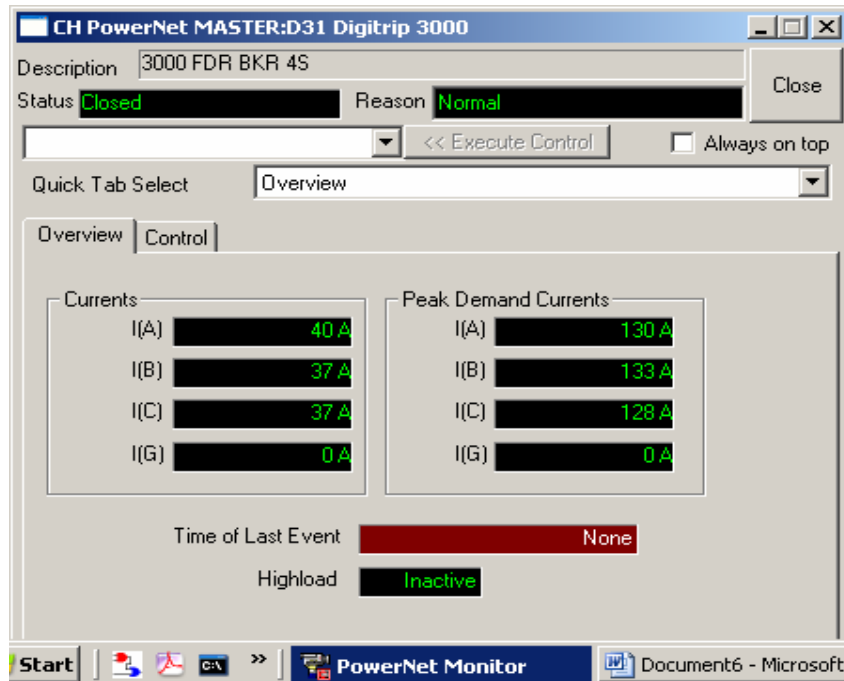 CH PowerNet MASTER:D31 Digitrip 3000
Description 3000 FDR BKR 4S
Close
Status Closed Reason Normal
<< Execute Control Always on top
Quick Tab Select Overview
Overview Control
Currents Peak Demand Currents
I(A) 40 A I(A) 130 A
I(B) 37 A I(B) 133 A
I(C) 37 A I(C) 128 A
I(G) 0 A I(G) 0 A
Time of Last Event None
Highload Inactive
Start C:\ » PowerNet Monitor Document6 - Microsoft